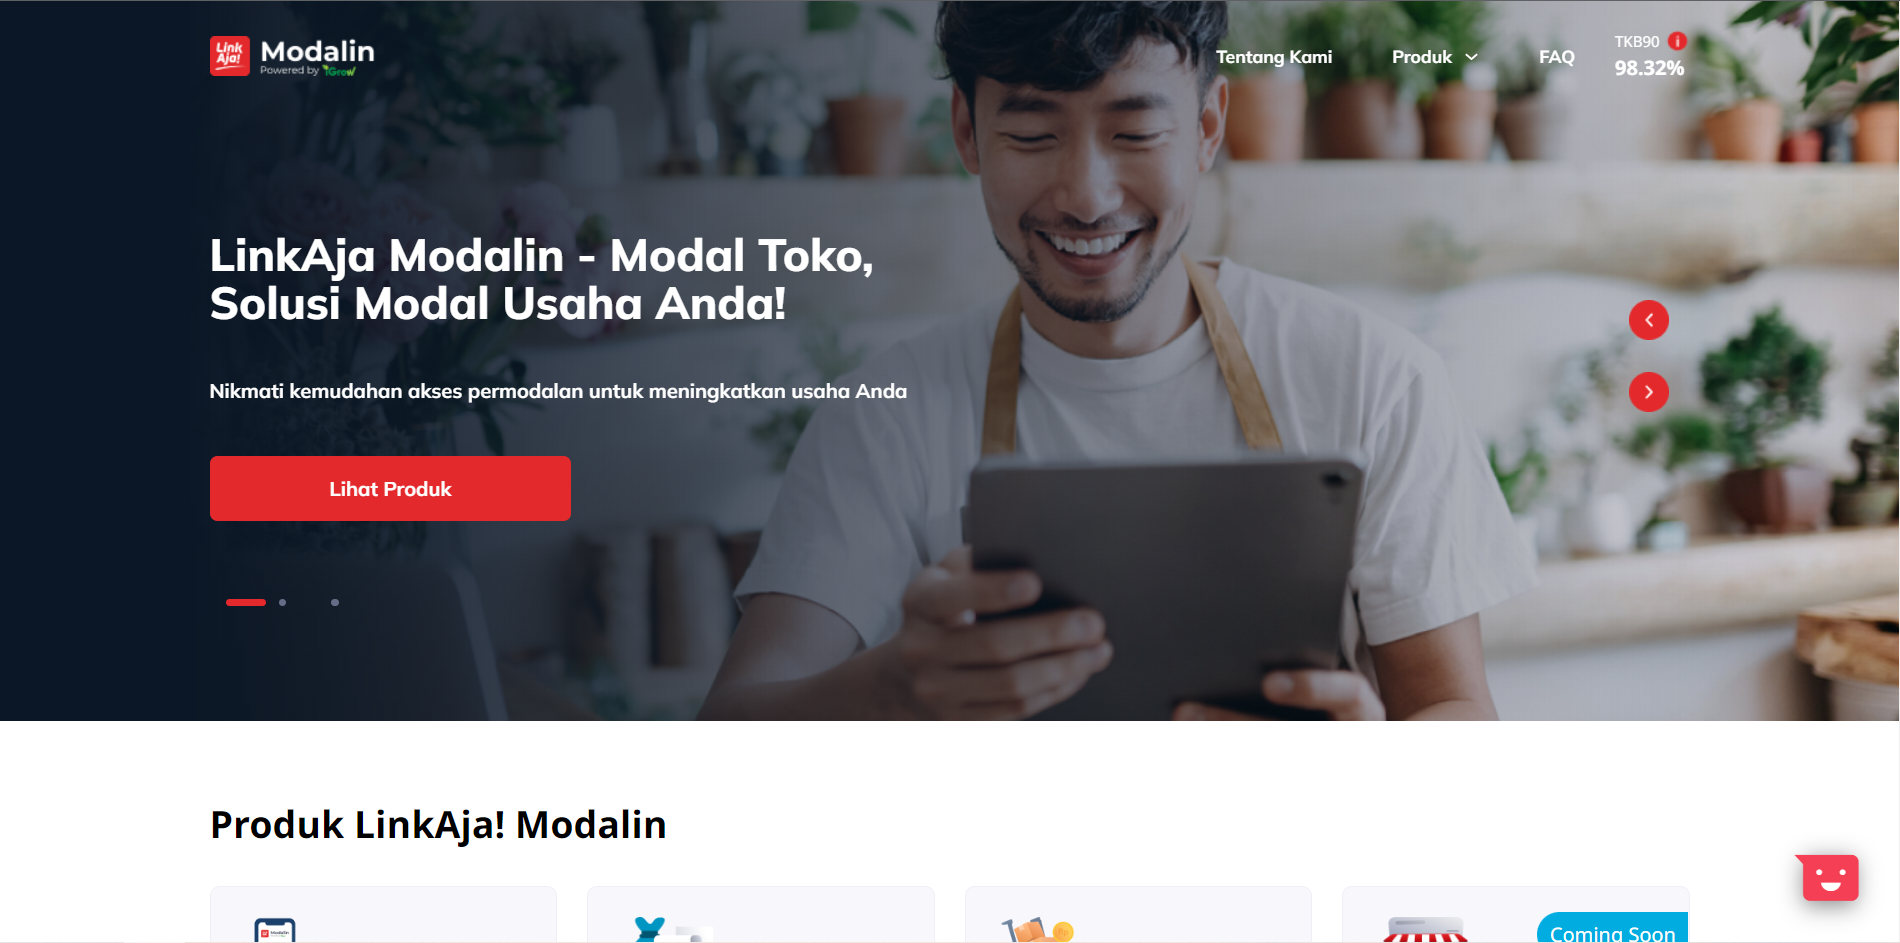 Link
Aja!
Modalin
Powered by iGrow
Tentang Kami
Produk
FAQ
TKB90
98.32%
LinkAja Modalin - Modal Toko,
Solusi Modal Usaha Anda!
Nikmati kemudahan akses permodalan untuk meningkatkan usaha Anda
Lihat Produk
Produk LinkAja! Modalin
Modalin
Coming Soon